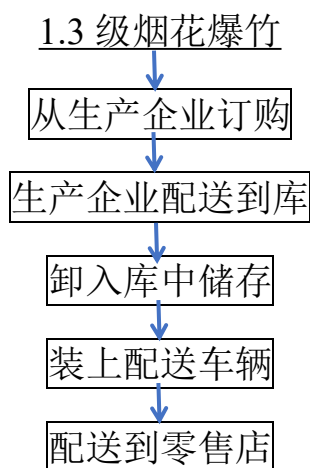 1.3 级烟花爆竹
从生产企业订购
生产企业配送到库
卸入库中储存
装上配送车辆
配送到零售店